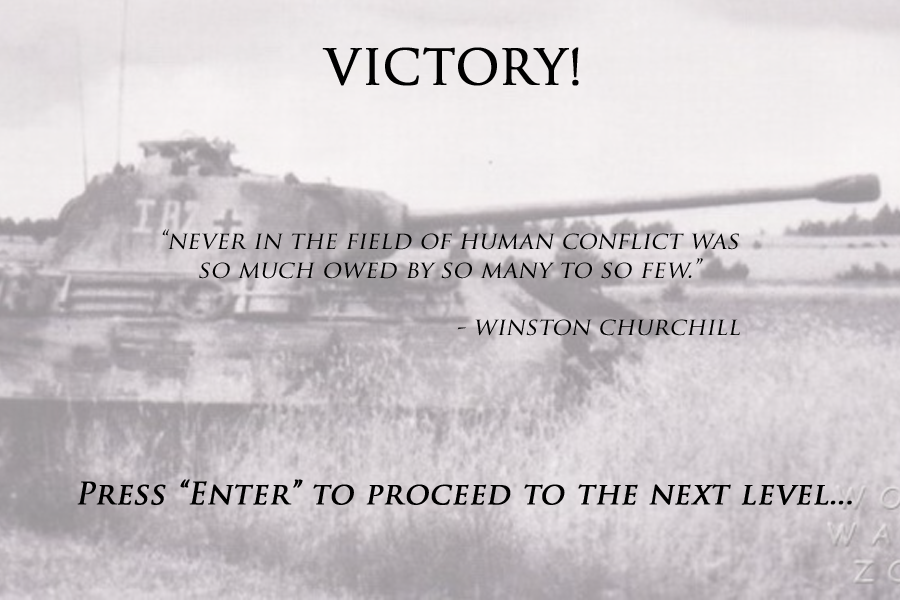 VICTORY!
“NEVER IN THE FIELD OF HUMAN CONFLICT WAS
SO MUCH OWED BY SO MANY TO SO FEW.”
- WINSTON CHURCHILL
PRESS “ENTER” TO PROCEED TO THE NEXT LEVEL...